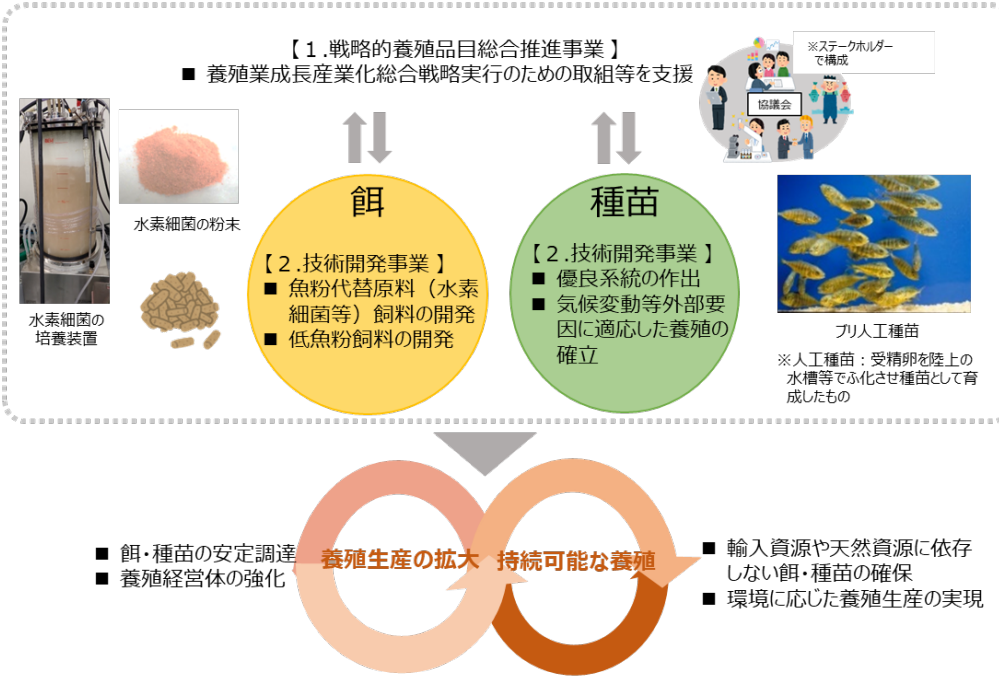 【１.戦略的養殖品目総合推進事業】
■ 養殖業成長産業化総合戦略実行のための取組等を支援
※ステークホルダー
で構成
協議会
水素細菌の粉末
水素細菌の
培養装置
餌
【２.技術開発事業】
■ 魚粉代替原料（水素
細菌等）飼料の開発
■ 低魚粉飼料の開発
種苗
【２.技術開発事業】
■ 優良系統の作出
■ 気候変動等外部要
因に適応した養殖の
確立
ブリ人工種苗
※人工種苗：受精卵を陸上の
水槽等でふ化させ種苗として育
成したもの
■ 餌・種苗の安定調達
■ 養殖経営体の強化
養殖生産の拡大
持続可能な養殖
■ 輸入資源や天然資源に依存
しない餌・種苗の確保
■ 環境に応じた養殖生産の実現